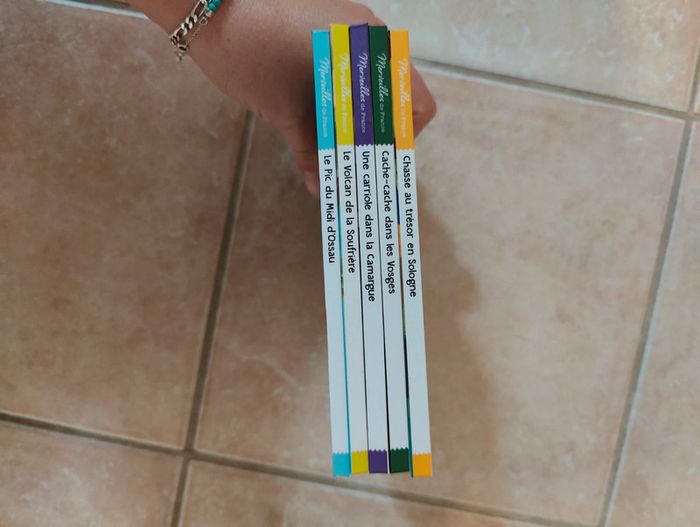 Merveilles de France Le Pic du Midi d'Ossau
Merveilles de France Le Volcan de la Soufrière
Merveilles de France Une carriole dans la Camargue
Merveilles de France Cache-cache dans les Vosges
Merveilles de France Chasse au trésor en Sologne